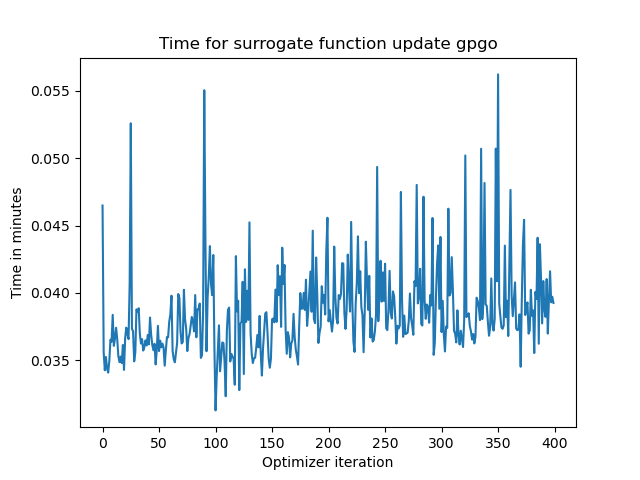 Time for surrogate function update gpgo
0.055
0.050
0.045
0.040
0.035
Time in minutes
0 50 100 150 200 250 300 350 400
Optimizer iteration